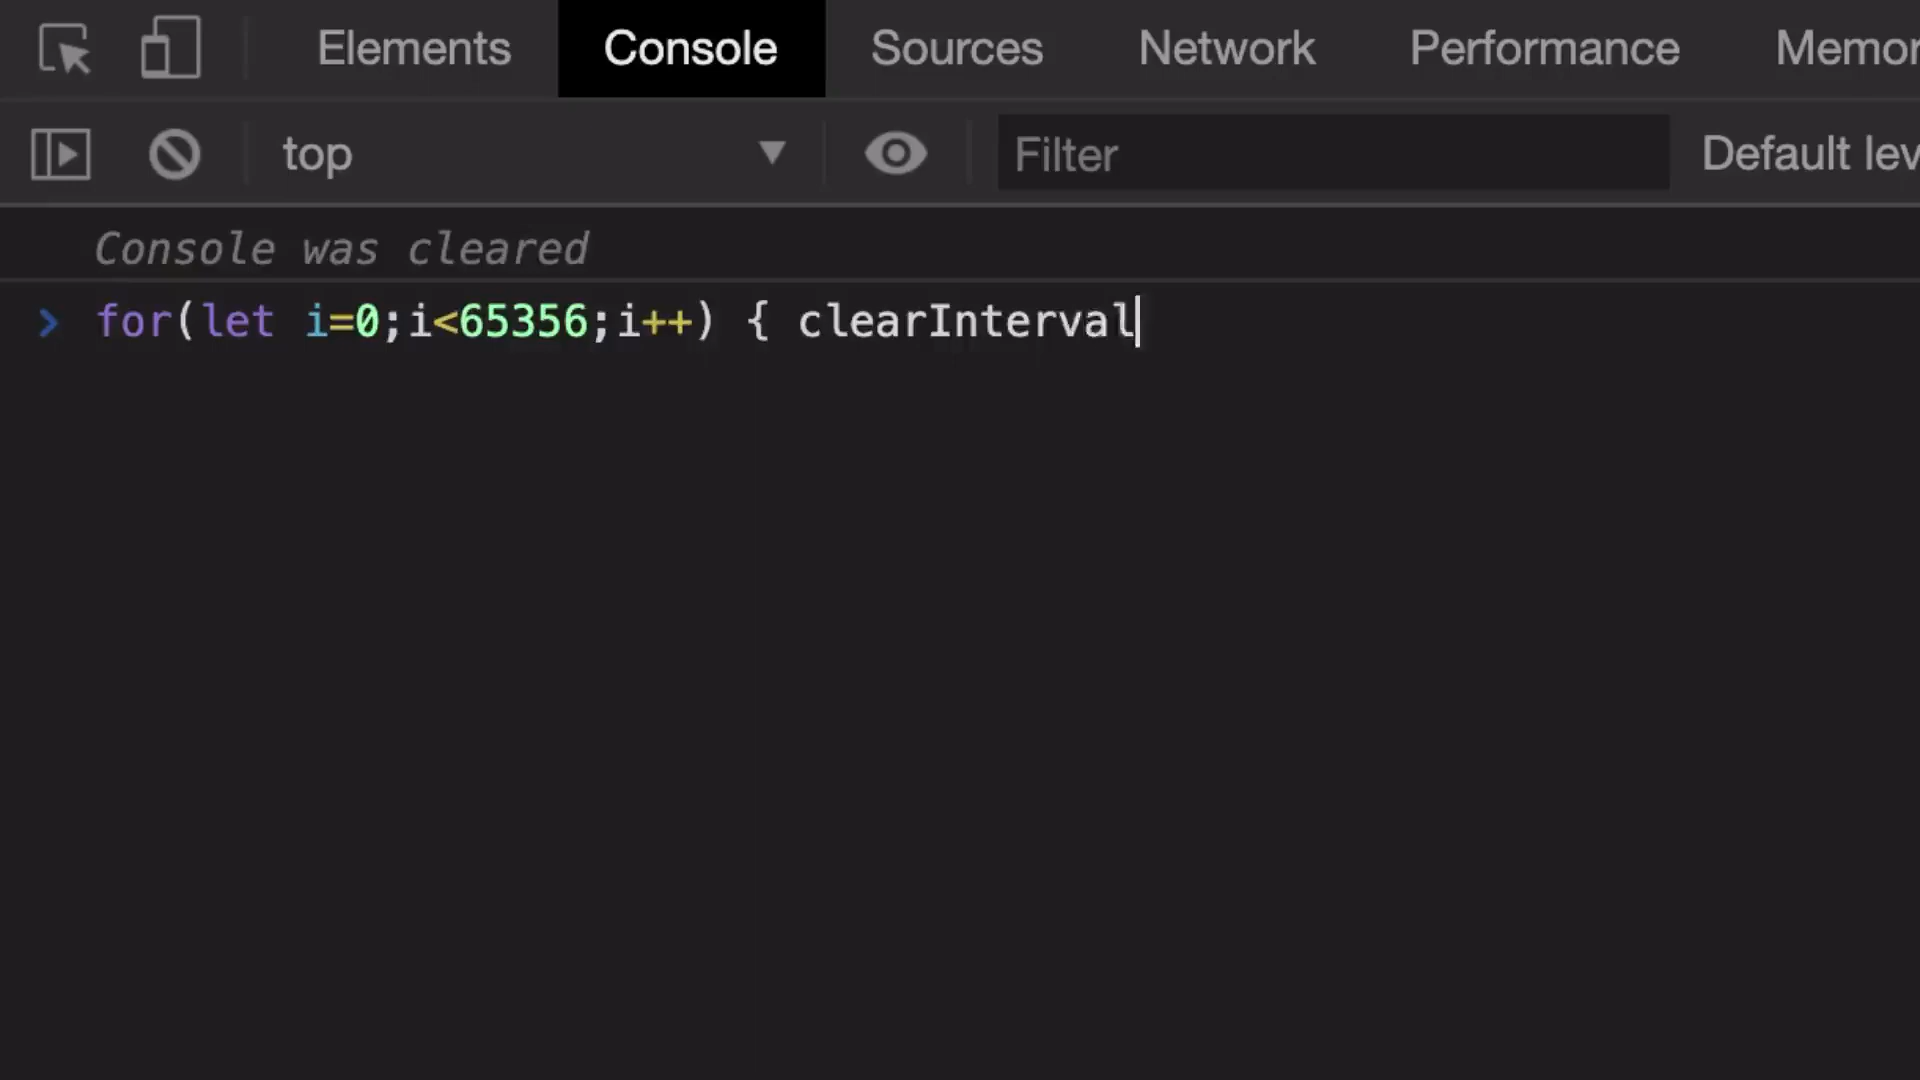 Elements Console Sources Network Performance Memor
top Filter Default lev
Console was cleared
for(let i=0;i<65356;i++) { clearInterval